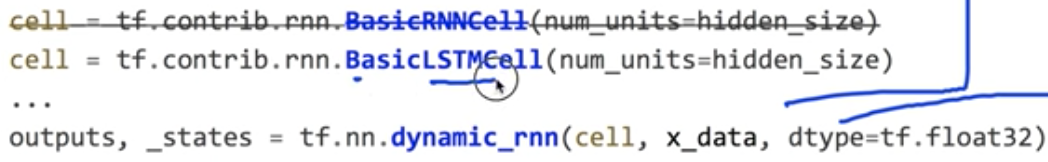 cell = tf.contrib.rnn.BasicRNNCell(num_units=hidden_size)
cell = tf.contrib.rnn.BasicLSTMCell(num_units=hidden_size)
...
outputs, _states = tf.nn.dynamic_rnn(cell, x_data, dtype=tf.float32)